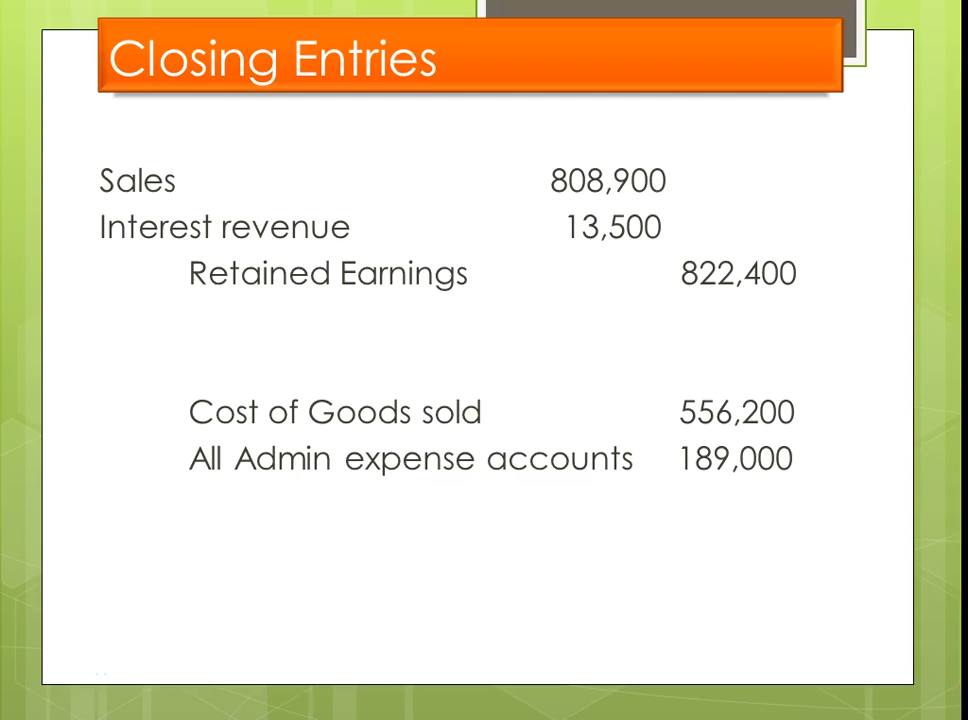 Closing Entries
Sales 808,900
Interest revenue 13,500
Retained Earnings 822,400
Cost of Goods sold 556,200
All Admin expense accounts 189,000